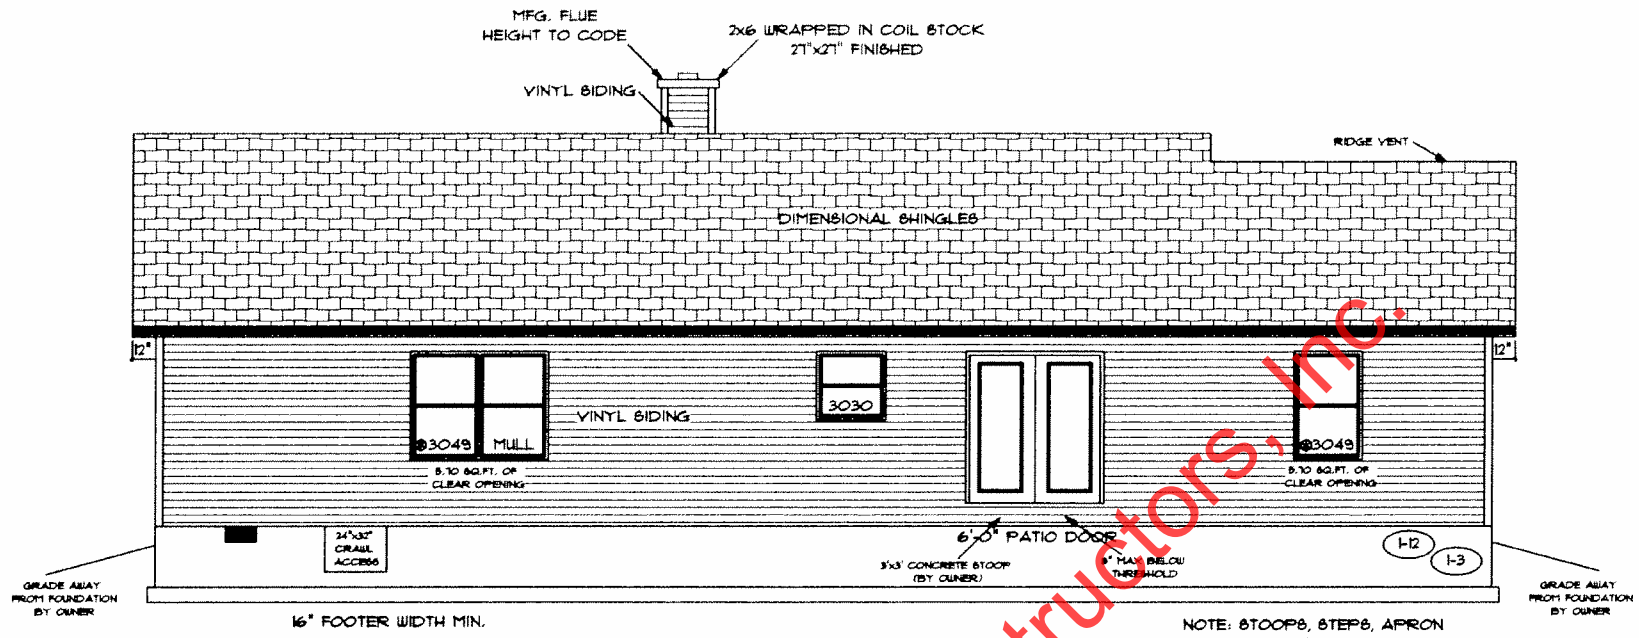 MFG. FLUE
HEIGHT TO CODE
2x6 WRAPPED IN COIL STOCK
27"x27" FINISHED
VINYL SIDING
RIDGE VENT
DIMENSIONAL SHINGLES
12"
12"
3030
VINYL SIDING
3049 MULL
3049
5.70 SQ.FT. OF
CLEAR OPENING
5.70 SQ.FT. OF
CLEAR OPENING
6'-0" PATIO DOOR
24"x32"
CRAWL
ACCESS
3'x3' CONCRETE STOOP
(BY OWNER)
MAX BELOW
THRESHOLD
1-12
1-3
GRADE AWAY
FROM FOUNDATION
BY OWNER
GRADE AWAY
FROM FOUNDATION
BY OWNER
16" FOOTER WIDTH MIN.
NOTE: STOOPS, STEPS, APRON
ructors, Inc.